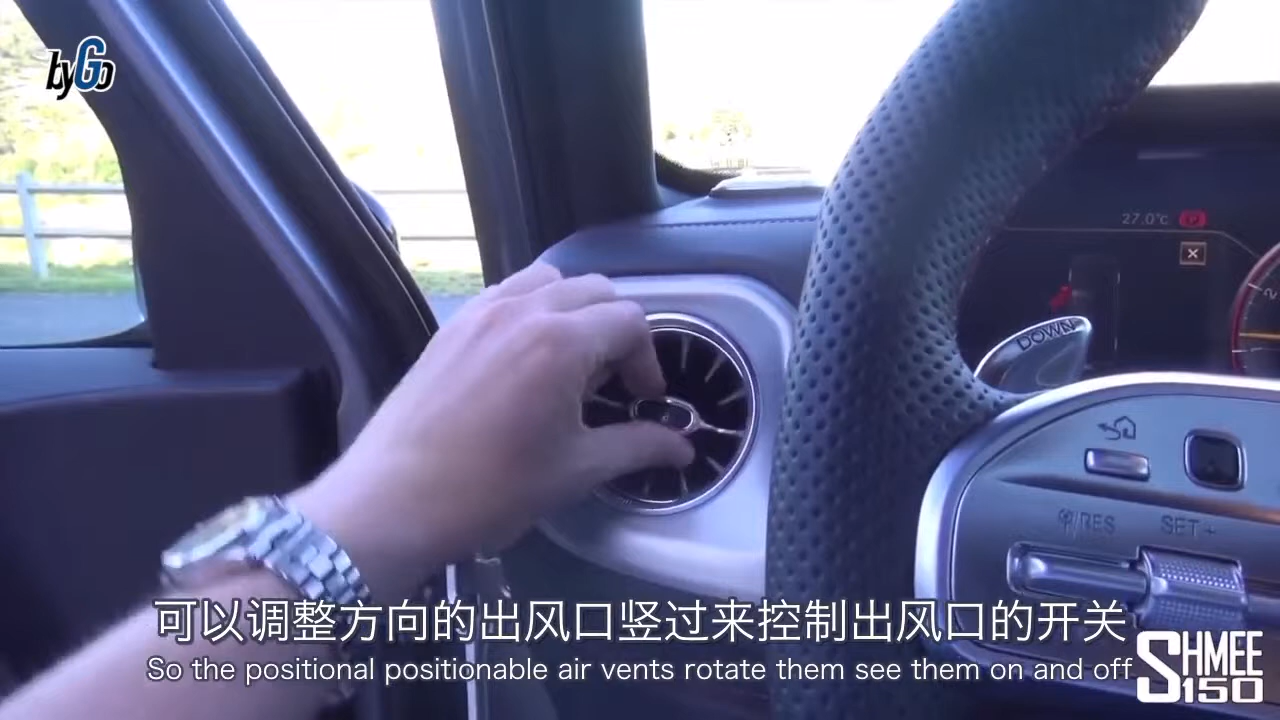 byGo
27.0°C
DOWN
RES
SET +
可以调整方向的出风口竖过来控制出风口的开关
So the positional positionable air vents rotate them see them on and off
SHMEE
150